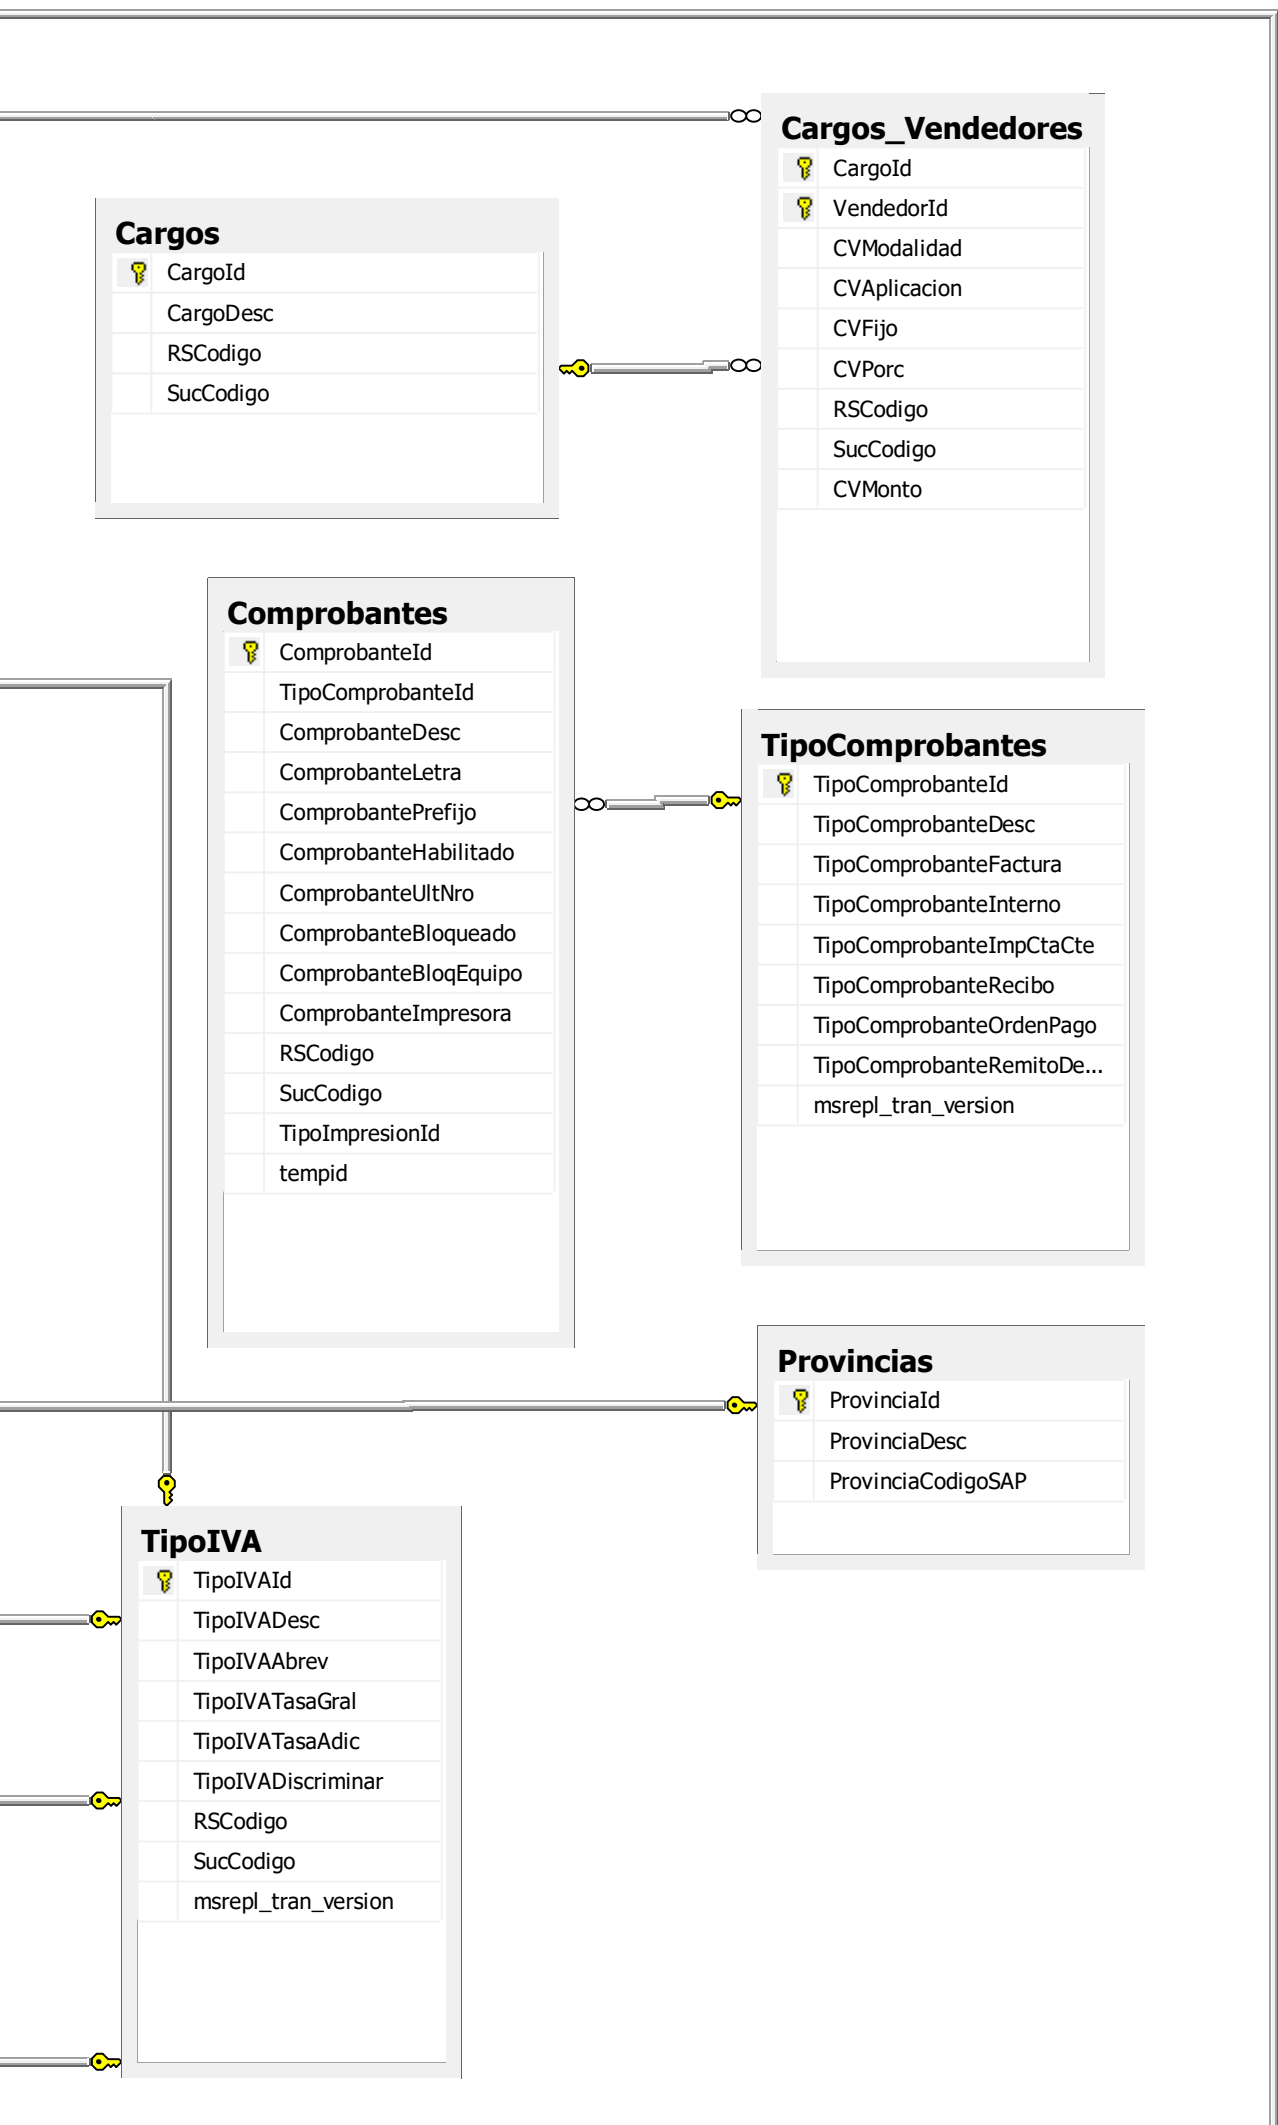 Cargos_Vendedores
CargoId
VendedorId
CVModalidad
CVAplicacion
CVFijo
CVPorc
RSCodigo
SucCodigo
CVMonto
Cargos
CargoId
CargoDesc
RSCodigo
SucCodigo
Comprobantes
ComprobanteId
TipoComprobanteId
ComprobanteDesc
ComprobanteLetra
ComprobantePrefijo
ComprobanteHabilitado
ComprobanteUltNro
ComprobanteBloqueado
ComprobanteBloqEquipo
ComprobanteImpresora
RSCodigo
SucCodigo
TipoImpresionId
tempid
TipoComprobantes
TipoComprobanteId
TipoComprobanteDesc
TipoComprobanteFactura
TipoComprobanteInterno
TipoComprobanteImpCtaCte
TipoComprobanteRecibo
TipoComprobanteOrdenPago
TipoComprobanteRemitoDe...
msrepl_tran_version
Provincias
ProvinciaId
ProvinciaDesc
ProvinciaCodigoSAP
TipoIVA
TipoIVAId
TipoIVADesc
TipoIVAAbrev
TipoIVATasaGral
TipoIVATasaAdic
TipoIVADiscriminar
RSCodigo
SucCodigo
msrepl_tran_version